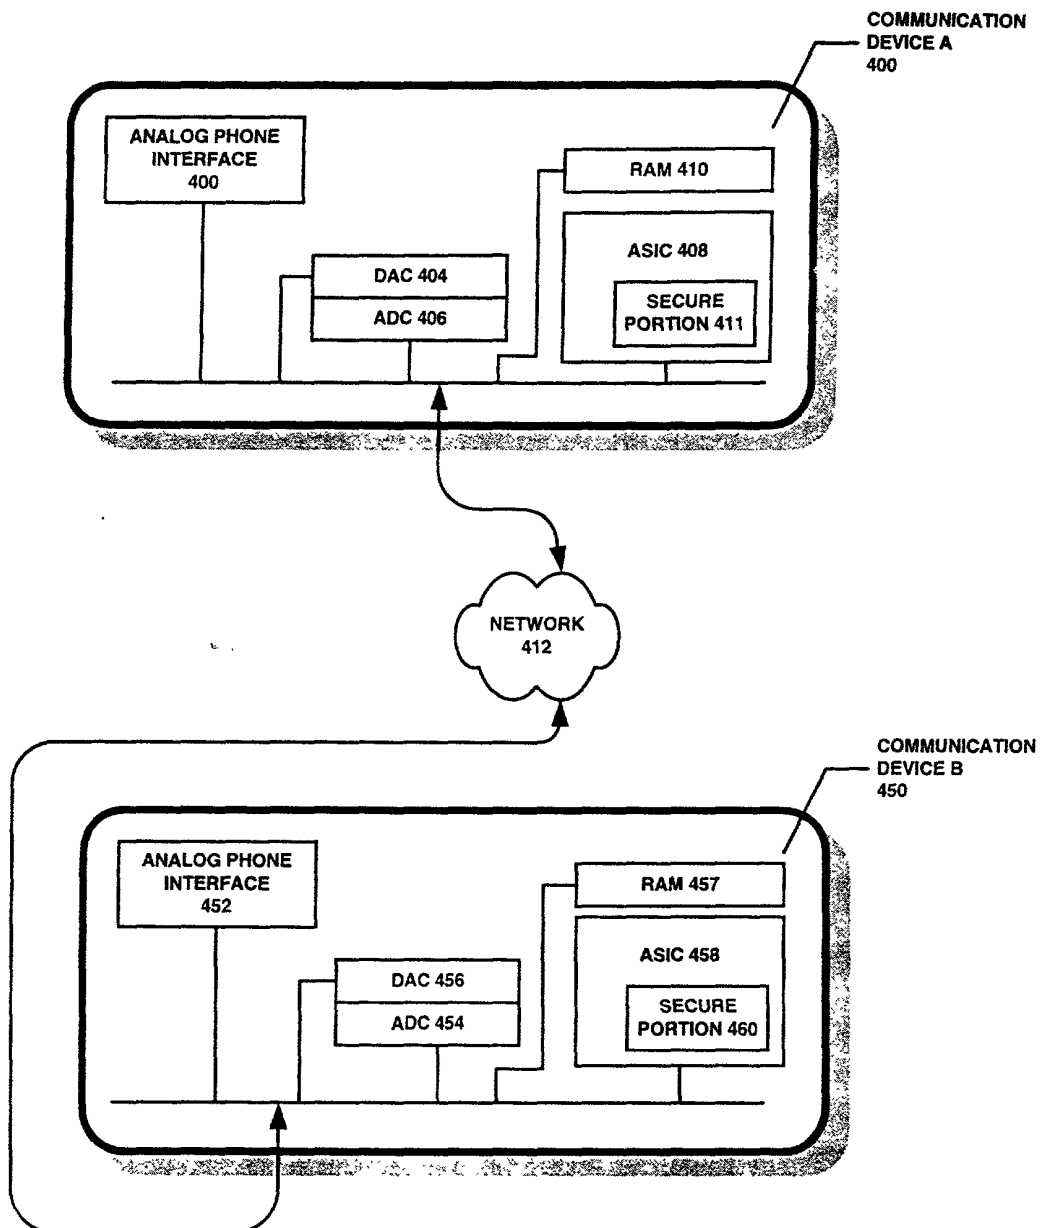 COMMUNICATION
DEVICE A
400
ANALOG PHONE
INTERFACE
400
RAM 410
ASIC 408
DAC 404
ADC 406
SECURE
PORTION 411
NETWORK
412
COMMUNICATION
DEVICE B
450
ANALOG PHONE
INTERFACE
452
RAM 457
ASIC 458
DAC 456
ADC 454
SECURE
PORTION 460